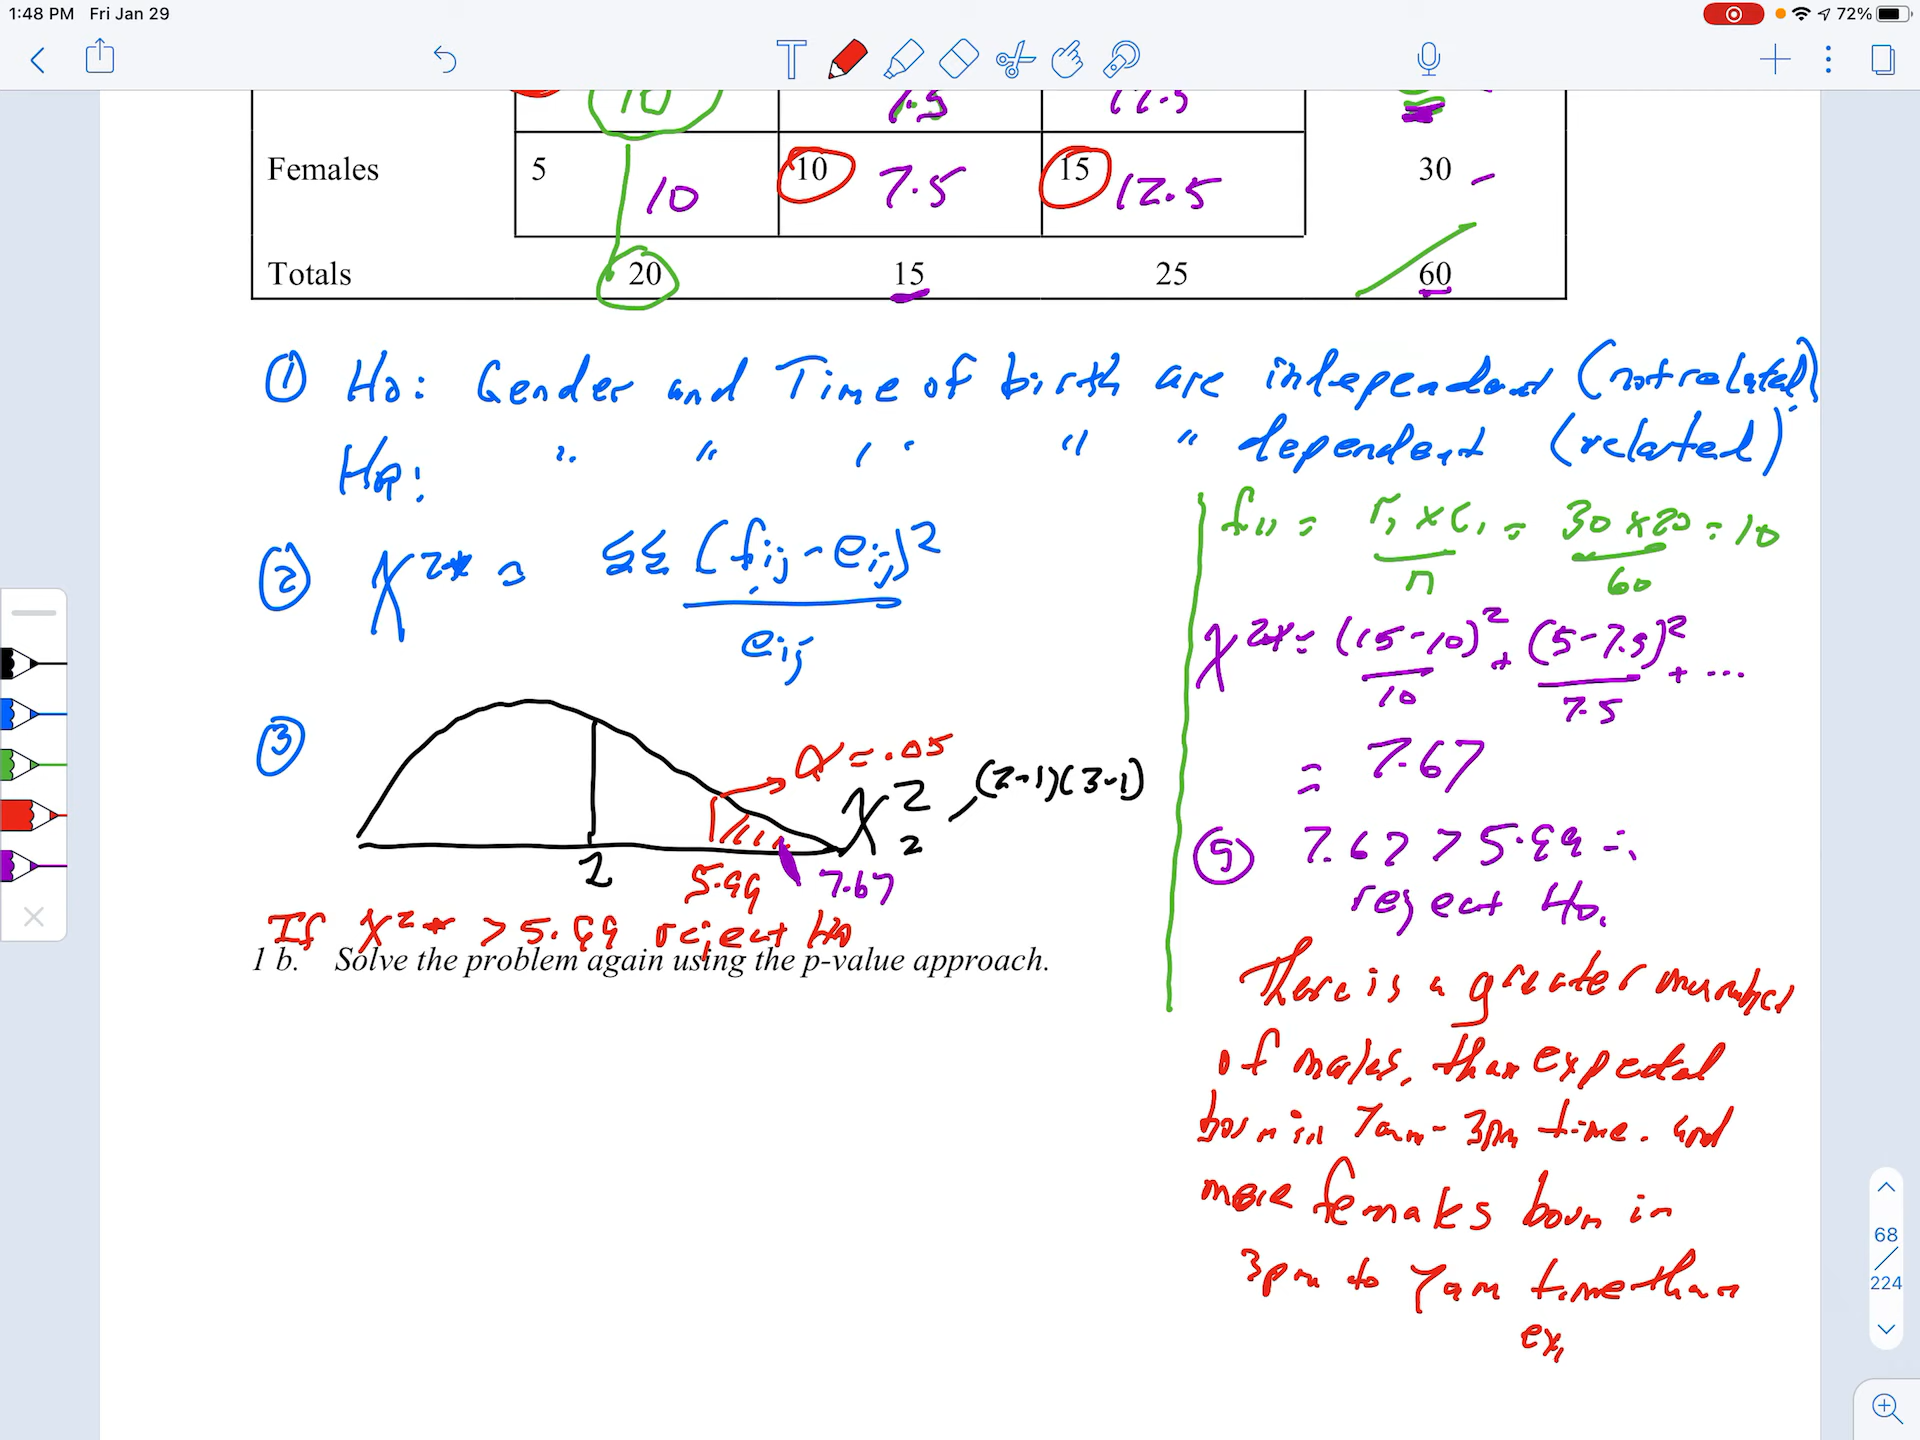 1:48 PM Fri Jan 29
72%
10 7.5 12.5
Females 5 10 10 7.5 15 12.5 30
Totals 20 15 25 60
① Ho: Gender and Time of birth are independent (not related)
Ha: " " " " " dependent (related)
f11 = r1 x c1 = 30 x 20 = 10
n 60
② χ2* = ΣΣ (fij - eij)2
eij
χ2* = (15-10)2 + (5-7.5)2 + ...
10 7.5
= 7.67
③ α = .05
χ2 2 , (2-1)(3-1)
2 5.99 7.67
If χ2* > 5.99 reject Ho
⑤ 7.67 > 5.99 ∴
reject Ho.
1 b. Solve the problem again using the p-value approach.
There is a greater number
of males, than expected
born in 7am - 3pm time. and
more females born in
3pm to 7am time than
ex
68
224